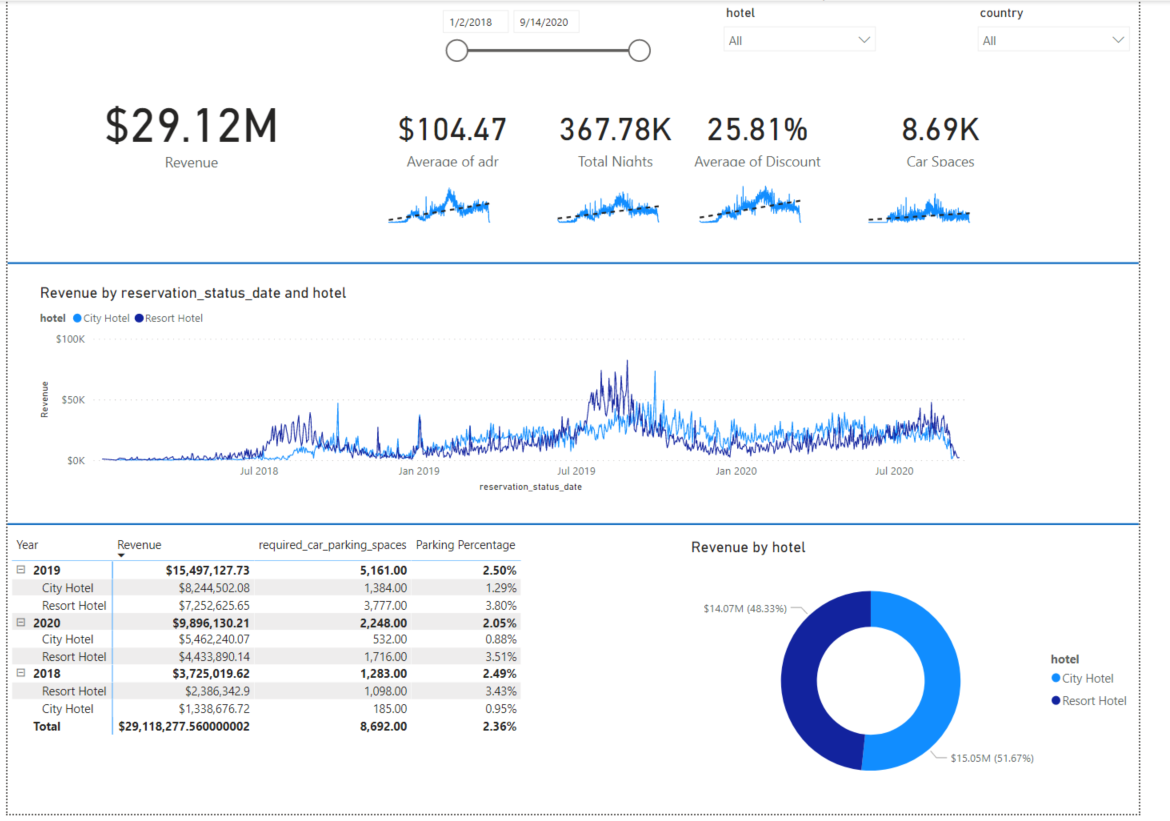 hotel
country
1/2/2018 9/14/2020
All
All
$29.12M
Revenue
$104.47
Average of adr
367.78K
Total Nights
25.81%
Average of Discount
8.69K
Car Spaces
Revenue by reservation_status_date and hotel
hotel City Hotel Resort Hotel
$100K
$50K
$0K
Revenue
Jul 2018 Jan 2019 Jul 2019 Jan 2020 Jul 2020
reservation_status_date
Year Revenue required_car_parking_spaces Parking Percentage
2019 $15,497,127.73 5,161.00 2.50%
City Hotel $8,244,502.08 1,384.00 1.29%
Resort Hotel $7,252,625.65 3,777.00 3.80%
2020 $9,896,130.21 2,248.00 2.05%
City Hotel $5,462,240.07 532.00 0.88%
Resort Hotel $4,433,890.14 1,716.00 3.51%
2018 $3,725,019.62 1,283.00 2.49%
Resort Hotel $2,386,342.9 1,098.00 3.43%
City Hotel $1,338,676.72 185.00 0.95%
Total $29,118,277.560000002 8,692.00 2.36%
Revenue by hotel
$14.07M (48.33%)
$15.05M (51.67%)
hotel
City Hotel
Resort Hotel